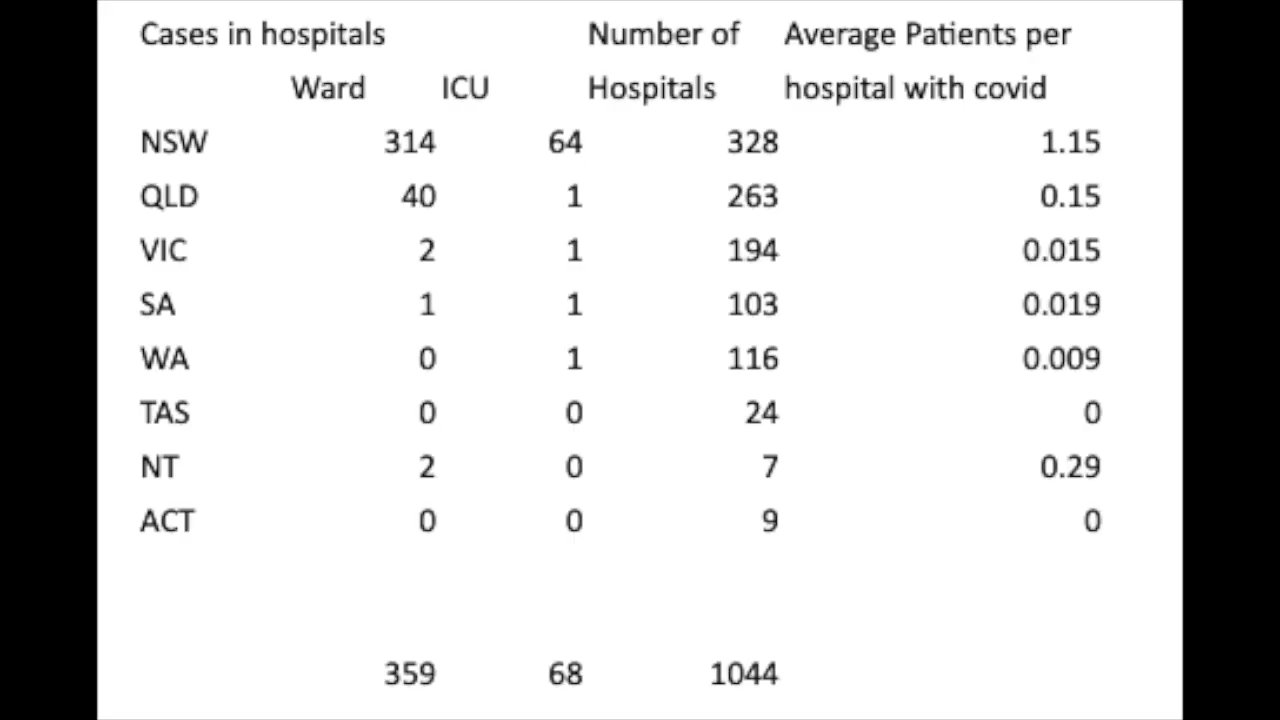 Cases in hospitals Number of Average Patients per
Ward ICU Hospitals hospital with covid
NSW 314 64 328 1.15
QLD 40 1 263 0.15
VIC 2 1 194 0.015
SA 1 1 103 0.019
WA 0 1 116 0.009
TAS 0 0 24 0
NT 2 0 7 0.29
ACT 0 0 9 0
359 68 1044